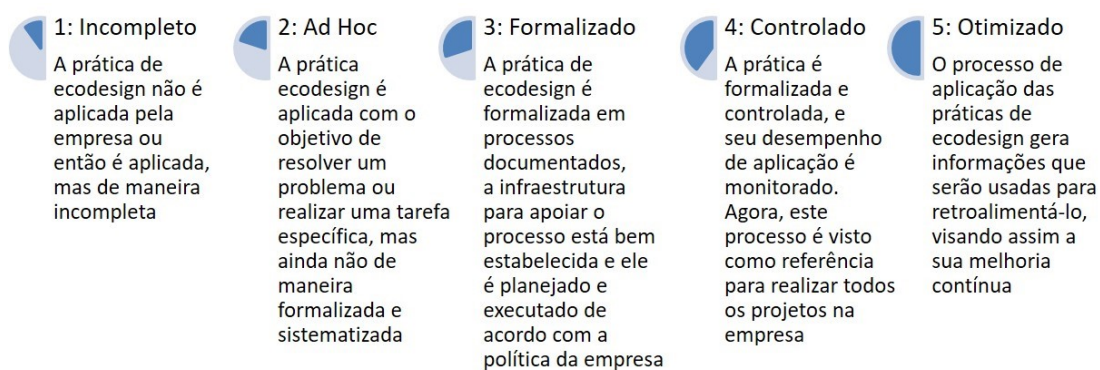 1: Incompleto
A prática de
ecodesign não é
aplicada pela
empresa ou
então é aplicada,
mas de maneira
incompleta
2: Ad Hoc
A prática
ecodesign é
aplicada com o
objetivo de
resolver um
problema ou
realizar uma tarefa
específica, mas
ainda não de
maneira
formalizada e
sistematizada
3: Formalizado
A prática de
ecodesign é
formalizada em
processos
documentados,
a infraestrutura
para apoiar o
processo está bem
estabelecida e ele
é planejado e
executado de
acordo com a
política da empresa
4: Controlado
A prática é
formalizada e
controlada, e
seu desempenho
de aplicação é
monitorado.
Agora, este
processo é visto
como referência
para realizar todos
os projetos na
empresa
5: Otimizado
O processo de
aplicação das
práticas de
ecodesign gera
informações que
serão usadas para
retroalimentá-lo,
visando assim a
sua melhoria
contínua